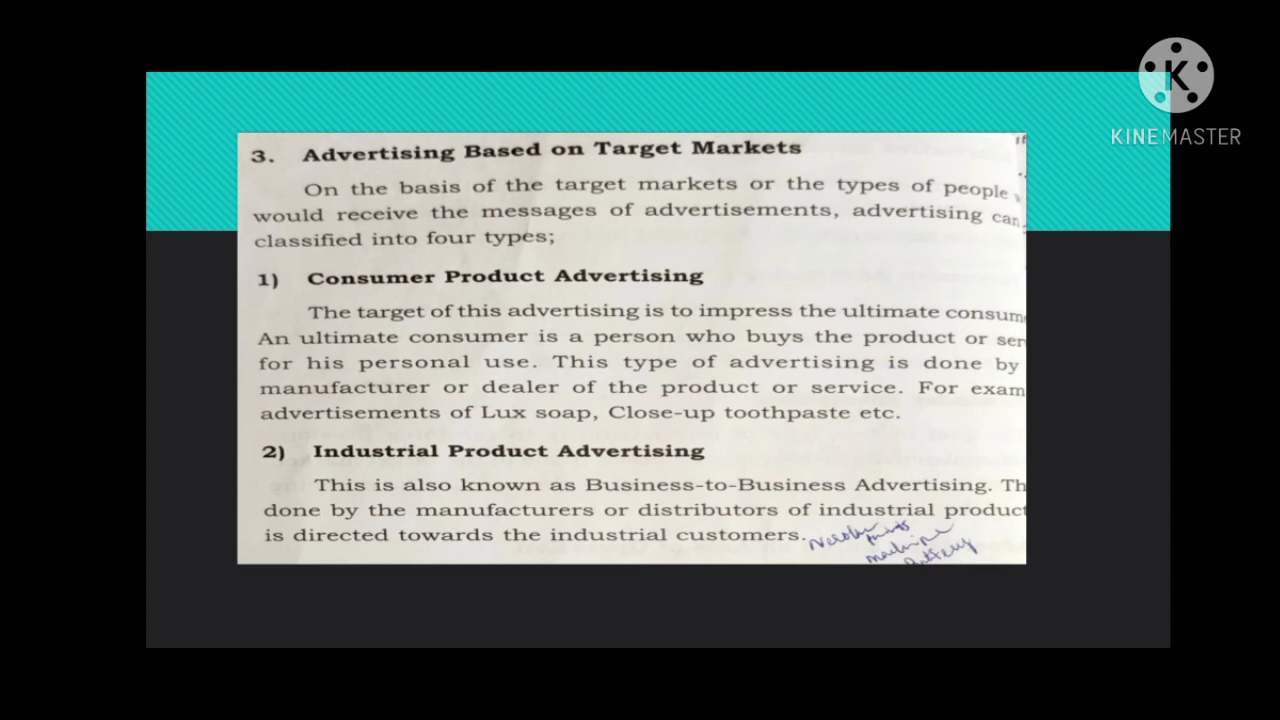 KINEMASTER
3. Advertising Based on Target Markets
On the basis of the target markets or the types of people
would receive the messages of advertisements, advertising can
classified into four types;
1) Consumer Product Advertising
The target of this advertising is to impress the ultimate consum
An ultimate consumer is a person who buys the product or ser
for his personal use. This type of advertising is done by
manufacturer or dealer of the product or service. For exam
advertisements of Lux soap, Close-up toothpaste etc.
2) Industrial Product Advertising
This is also known as Business-to-Business Advertising. Th
done by the manufacturers or distributors of industrial product
is directed towards the industrial customers.
machine